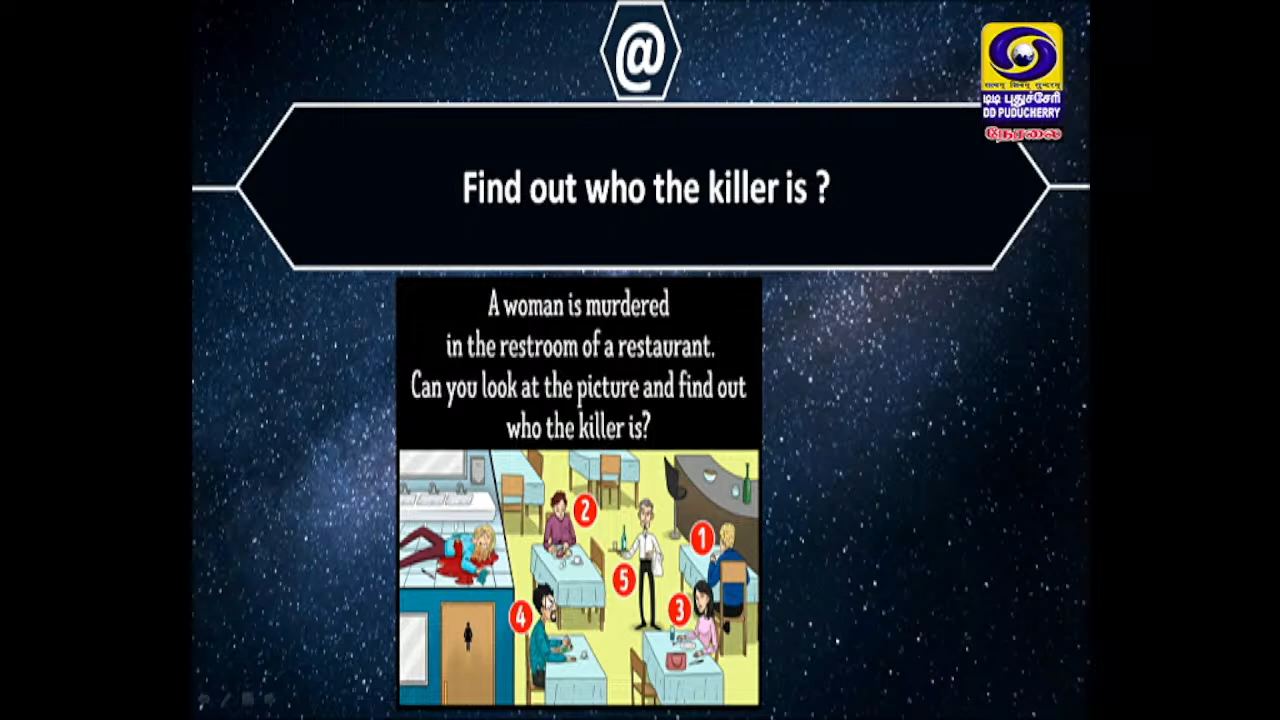 @
டிடி புதுச்சேரி
DD PUDUCHERRY
நேரலை
Find out who the killer is ?
A woman is murdered
in the restroom of a restaurant.
Can you look at the picture and find out
who the killer is?
2
1
5
4
3